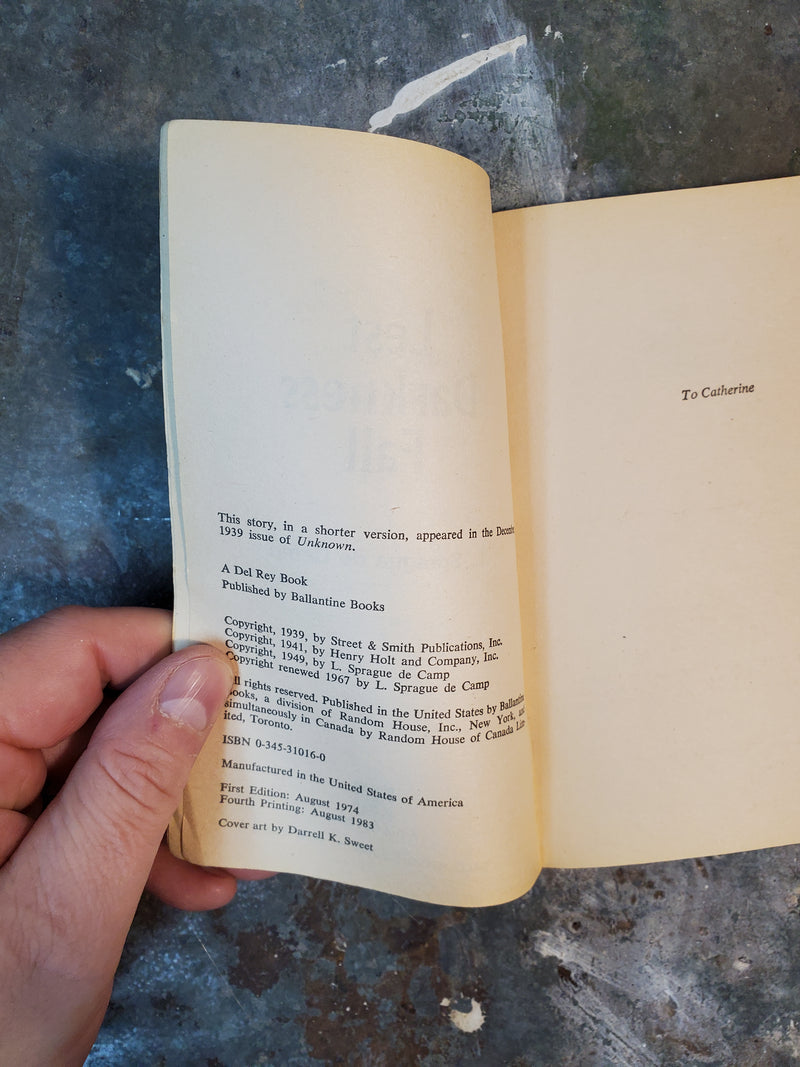 This story, in a shorter version, appeared in the
1939 issue of Unknown.
A Del Rey Book
Published by Ballantine Books
Copyright, 1939, by Street & Smith Publications, Inc.
Copyright, 1941, by Henry Holt and Company, Inc.
Copyright, 1949, by L. Sprague de Camp
Copyright renewed 1967 by L. Sprague de Camp
All rights reserved. Published in the United States by Ballantine
Books, a division of Random House, Inc., New York, and
simultaneously in Canada by Random House of Canada Lim-
ited, Toronto.
ISBN 0-345-31016-0
Manufactured in the United States of America
First Edition: August 1974
Fourth Printing: August 1983
Cover art by Darrell K. Sweet
To Catherine